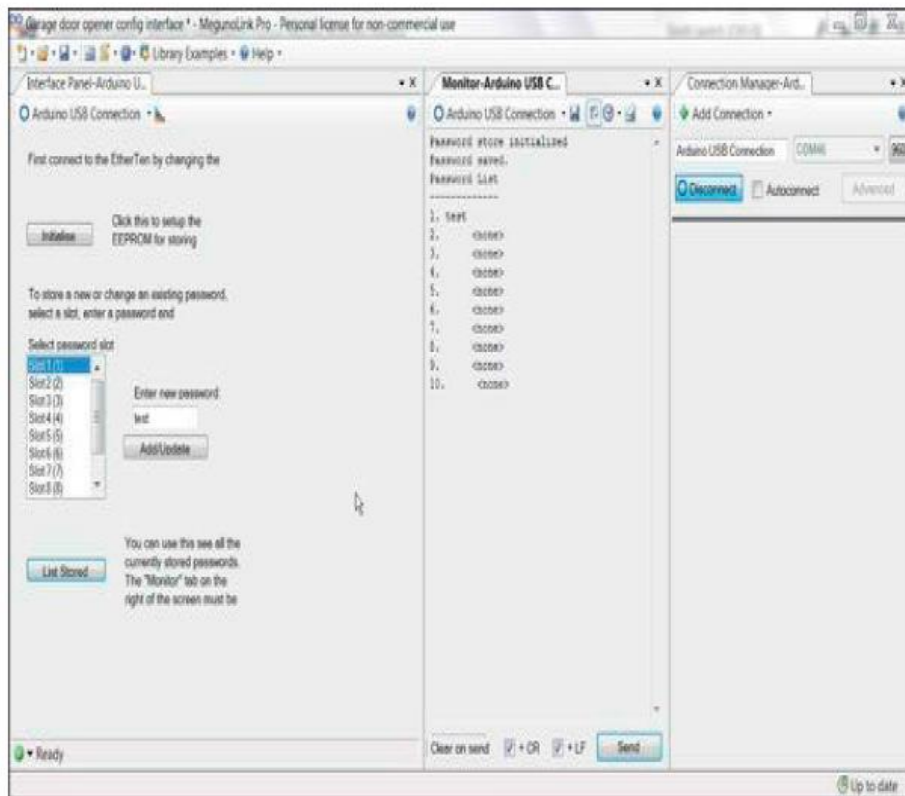 Garage door opener config interface * - MegunoLink Pro - Personal license for non-commercial use
Library Examples Help
Interface Panel-Arduino U...
Arduino USB Connection
First connect to the EtherTen by changing the
Initialise
Click this to setup the
EEPROM for storing
To store a new or change an existing password,
select a slot, enter a password and
Select password slot
Slot 1 (1)
Slot 2 (2)
Slot 3 (3)
Slot 4 (4)
Slot 5 (5)
Slot 6 (6)
Slot 7 (7)
Slot 8 (8)
Enter new password
test
Add/Update
List Stored
You can use this see all the
currently stored passwords.
The "Monitor" tab on the
right of the screen must be
Ready
Monitor-Arduino USB C...
Arduino USB Connection
Password store initialized
Password saved.
Password List
-------------
1. test
2. <none>
3. <none>
4. <none>
5. <none>
6. <none>
7. <none>
8. <none>
9. <none>
10. <none>
Clear on send + CR + LF Send
Connection Manager-Ard...
Add Connection
Arduino USB Connection 960
Disconnect Autoconnect Advanced
Up to date